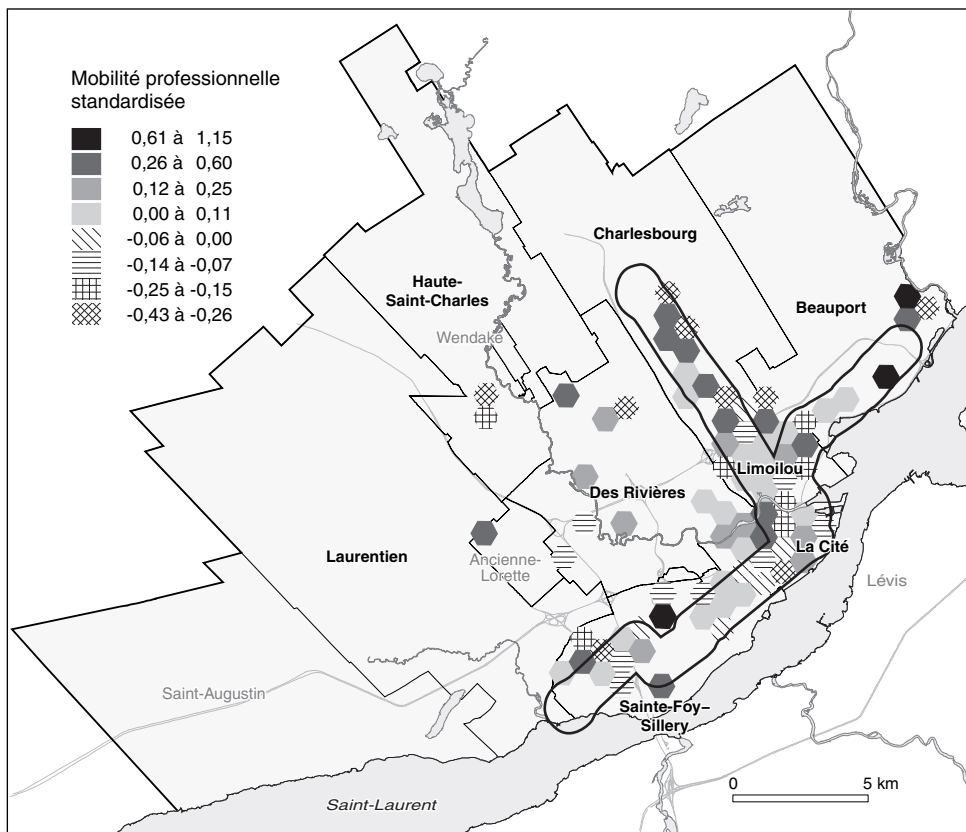 Mobilité professionnelle
standardisée
0,61 à 1,15
0,26 à 0,60
0,12 à 0,25
0,00 à 0,11
-0,06 à 0,00
-0,14 à -0,07
-0,25 à -0,15
-0,43 à -0,26
Charlesbourg
Haute-
Saint-Charles
Beauport
Wendake
Limoilou
Des Rivières
La Cité
Laurentien
Ancienne-
Lorette
Lévis
Saint-Augustin
Sainte-Foy–
Sillery
Saint-Laurent
0 5 km